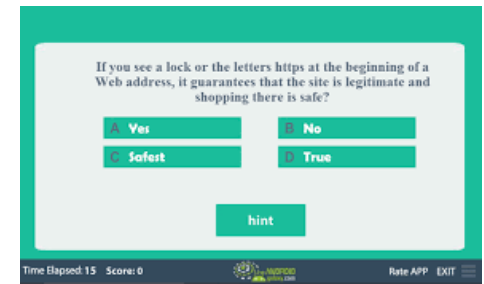 If you see a lock or the letters https at the beginning of a
Web address, it guarantees that the site is legitimate and
shopping there is safe?
A Yes
B No
C Safest
D True
hint
Time Elapsed: 15 Score: 0
Rate APP EXIT